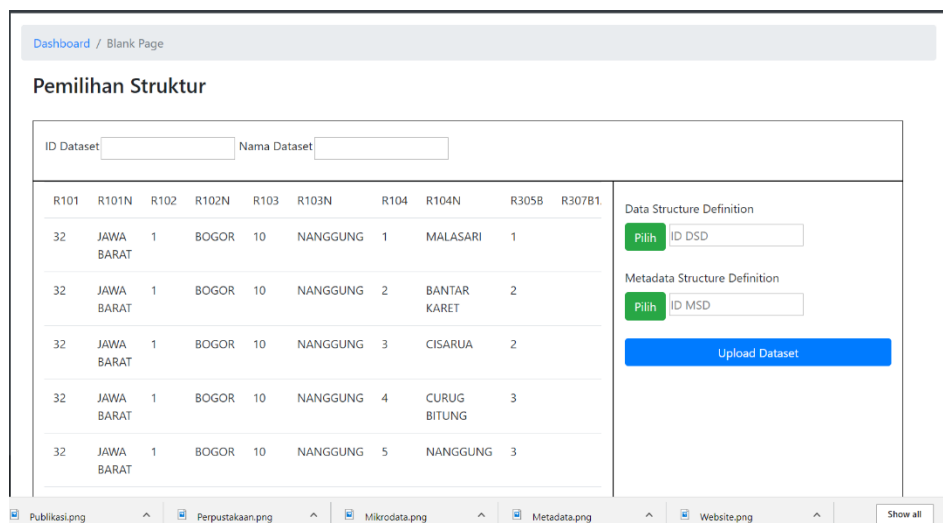 Dashboard / Blank Page
Pemilihan Struktur
ID Dataset Nama Dataset
R101 R101N R102 R102N R103 R103N R104 R104N R305B R307B1.
32 JAWA BARAT 1 BOGOR 10 NANGGUNG 1 MALASARI 1
32 JAWA BARAT 1 BOGOR 10 NANGGUNG 2 BANTAR KARET 2
32 JAWA BARAT 1 BOGOR 10 NANGGUNG 3 CISARUA 2
32 JAWA BARAT 1 BOGOR 10 NANGGUNG 4 CURUG BITUNG 3
32 JAWA BARAT 1 BOGOR 10 NANGGUNG 5 NANGGUNG 3
Data Structure Definition
Pilih ID DSD
Metadata Structure Definition
Pilih ID MSD
Upload Dataset
Publikasi.png Perpustakaan.png Mikrodata.png Metadata.png Website.png Show all